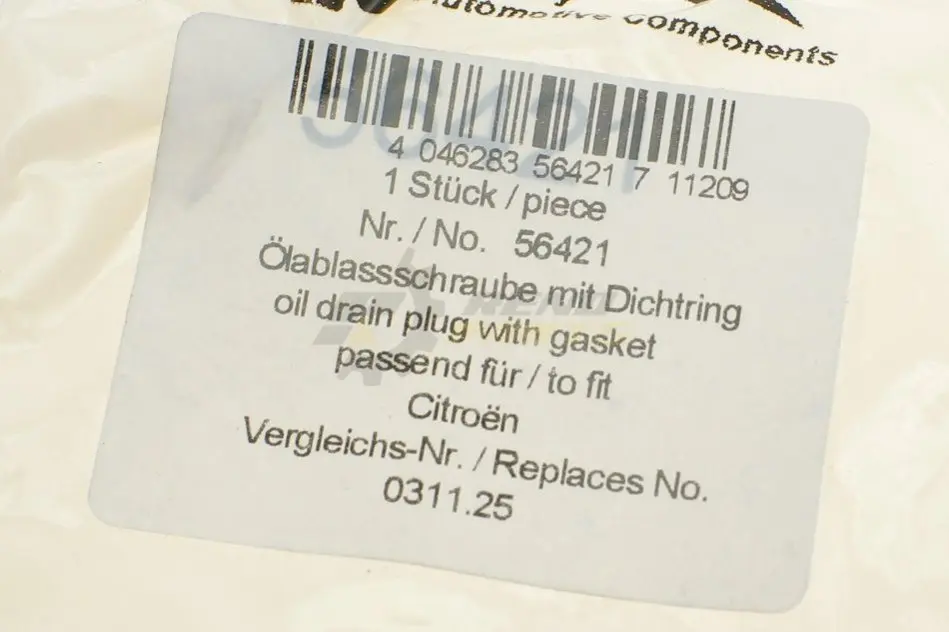 automotive components
56421
4 046283 56421 7 11209
1 Stück / piece
Nr. / No. 56421
Ölablassschraube mit Dichtring
oil drain plug with gasket
passend für / to fit
Citroën
Vergleichs-Nr. / Replaces No.
0311.25